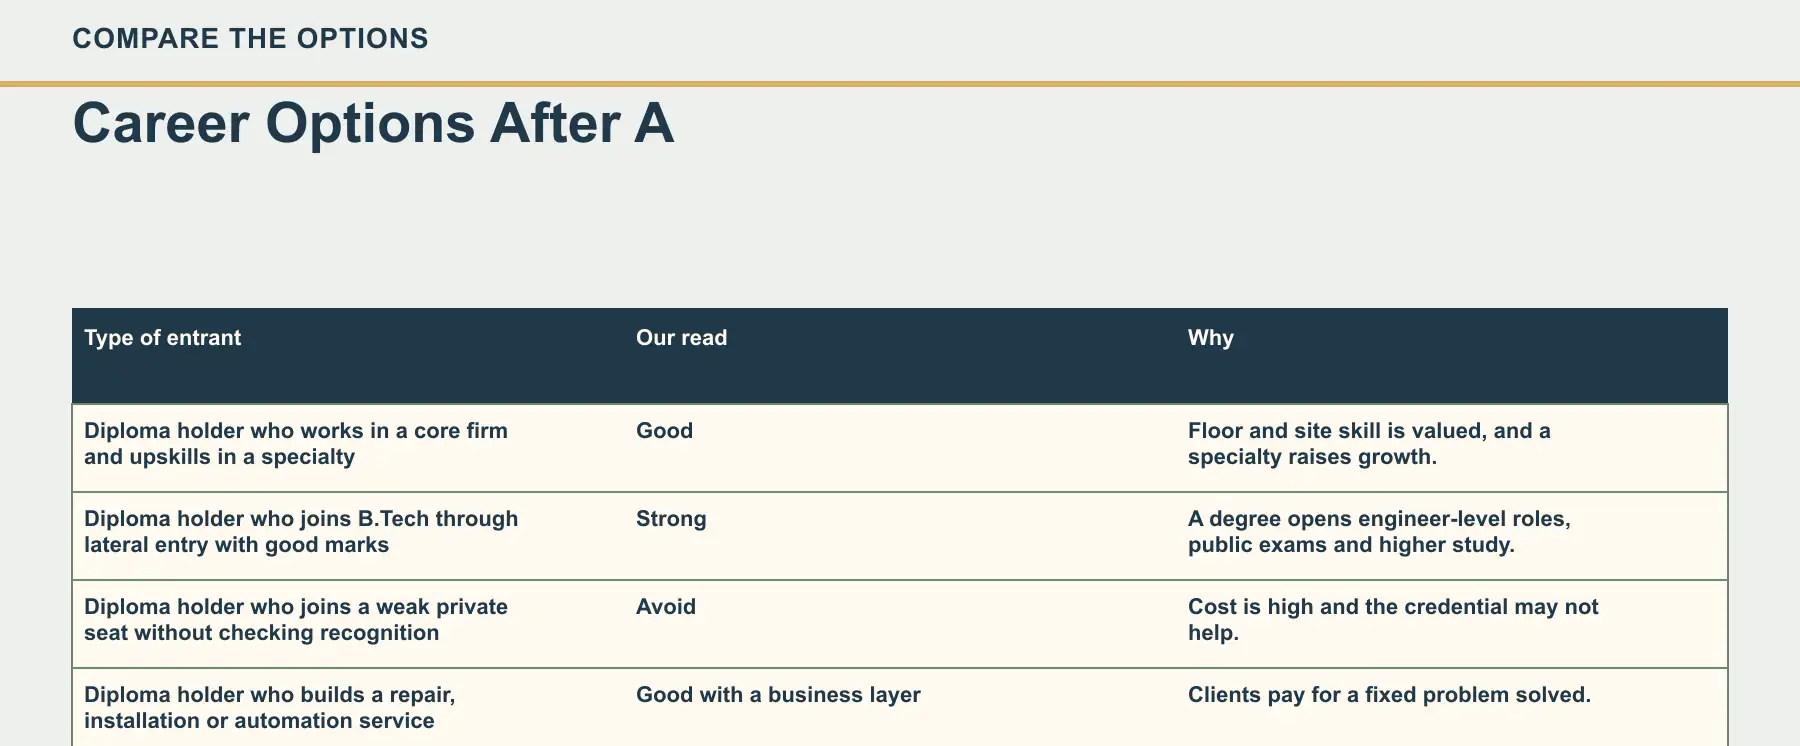 COMPARE THE OPTIONS
Career Options After A
Type of entrant
Our read
Why
Diploma holder who works in a core firm
and upskills in a specialty
Good
Floor and site skill is valued, and a
specialty raises growth.
Diploma holder who joins B.Tech through
lateral entry with good marks
Strong
A degree opens engineer-level roles,
public exams and higher study.
Diploma holder who joins a weak private
seat without checking recognition
Avoid
Cost is high and the credential may not
help.
Diploma holder who builds a repair,
installation or automation service
Good with a business layer
Clients pay for a fixed problem solved.